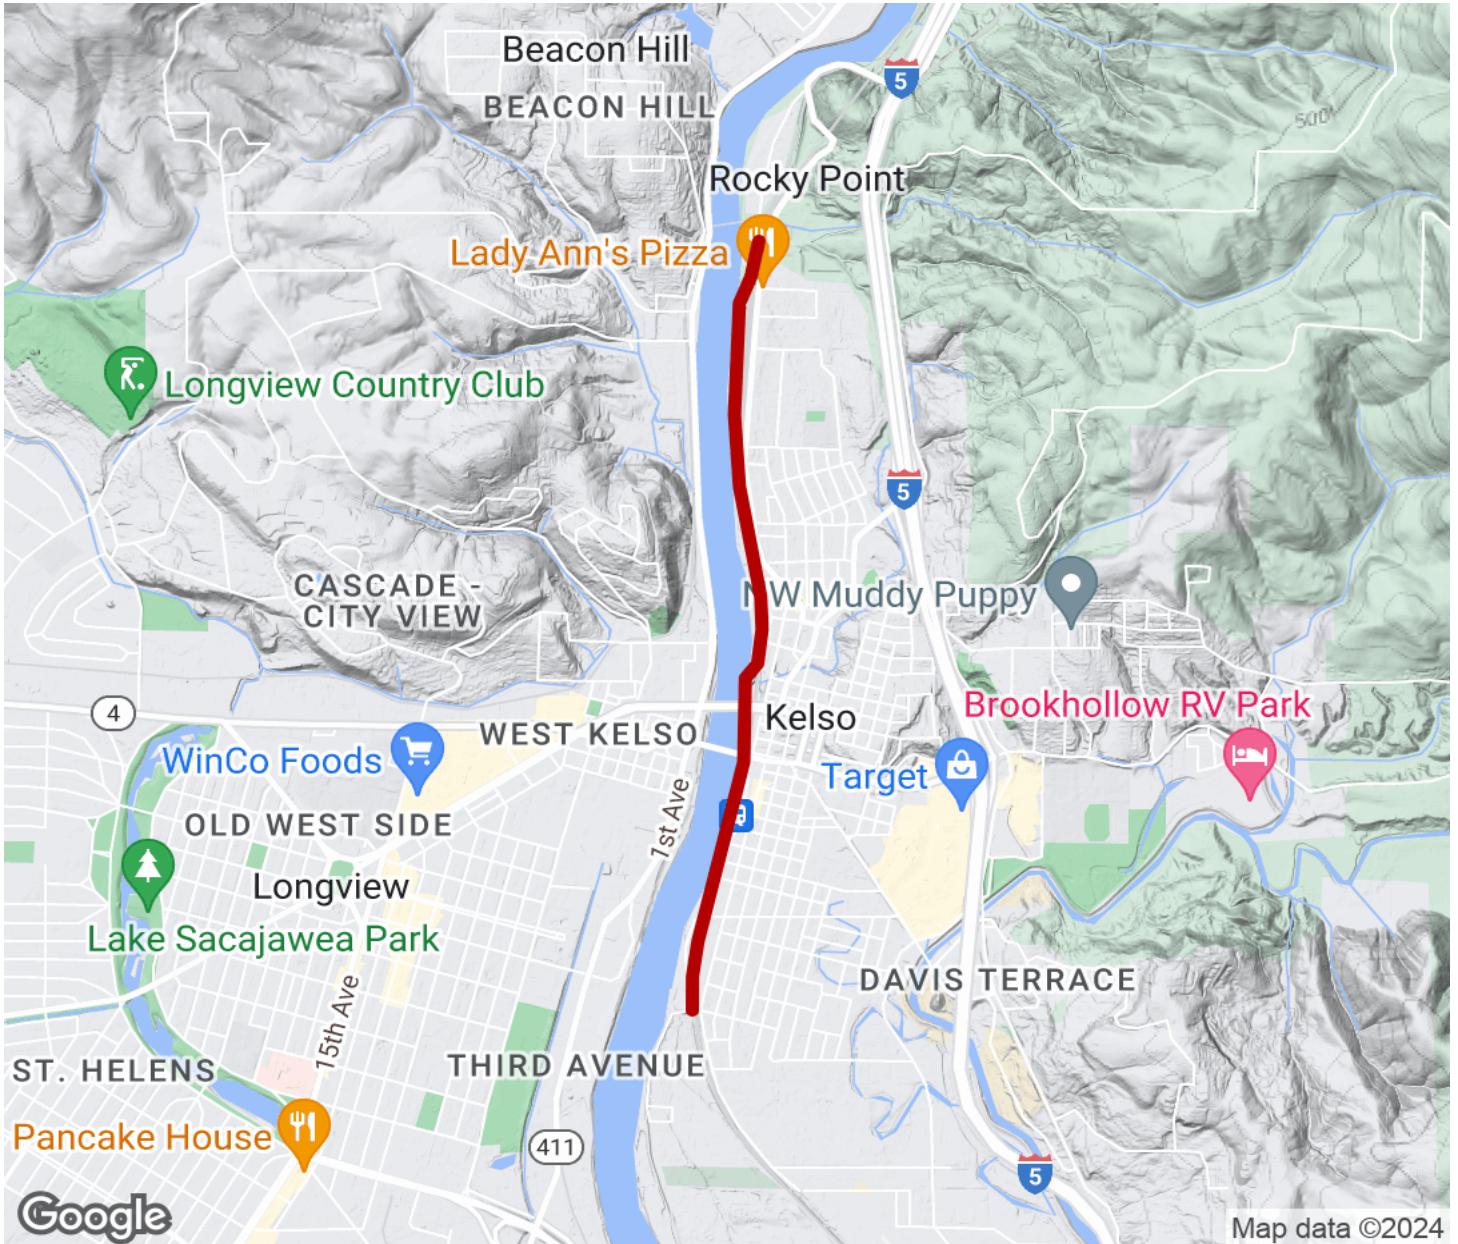 Beacon Hill
BEACON HILL
5
Rocky Point
Lady Ann's Pizza
Longview Country Club
5
NW Muddy Puppy
CASCADE -
CITY VIEW
4
Brookhollow RV Park
WEST KELSO
Kelso
WinCo Foods
Target
1st Ave
OLD WEST SIDE
Longview
Lake Sacajawea Park
DAVIS TERRACE
15th Ave
ST. HELENS
THIRD AVENUE
Pancake House
411
5
Google
Map data ©2024